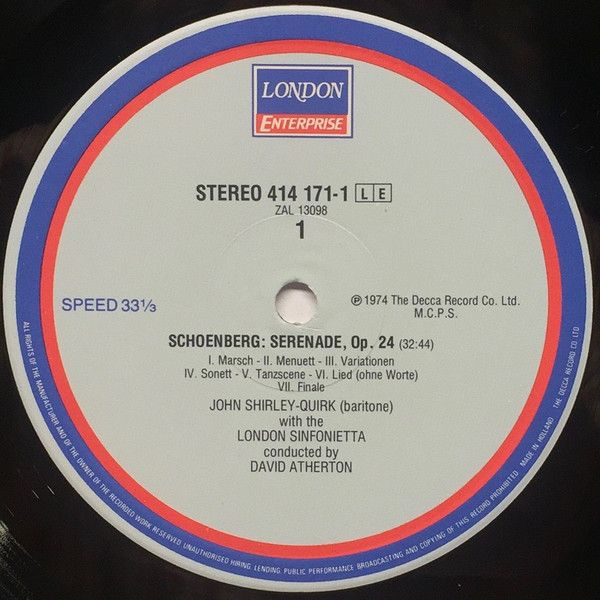 LONDON
ENTERPRISE
STEREO 414 171-1 L E
ZAL 13098
1
SPEED 33⅓
℗ 1974 The Decca Record Co. Ltd.
M.C.P.S.
SCHOENBERG: SERENADE, Op. 24 (32:44)
I. Marsch - II. Menuett - III. Variationen
IV. Sonett - V. Tanzscene - VI. Lied (ohne Worte)
VII. Finale
JOHN SHIRLEY-QUIRK (baritone)
with the
LONDON SINFONIETTA
conducted by
DAVID ATHERTON
ALL RIGHTS OF THE MANUFACTURER AND OF THE OWNER OF THE RECORDED WORK RESERVED. UNAUTHORISED HIRING, LENDING, PUBLIC PERFORMANCE BROADCASTING AND COPYING OF THIS RECORD PROHIBITED. MADE IN HOLLAND. THE DECCA RECORD CO LTD